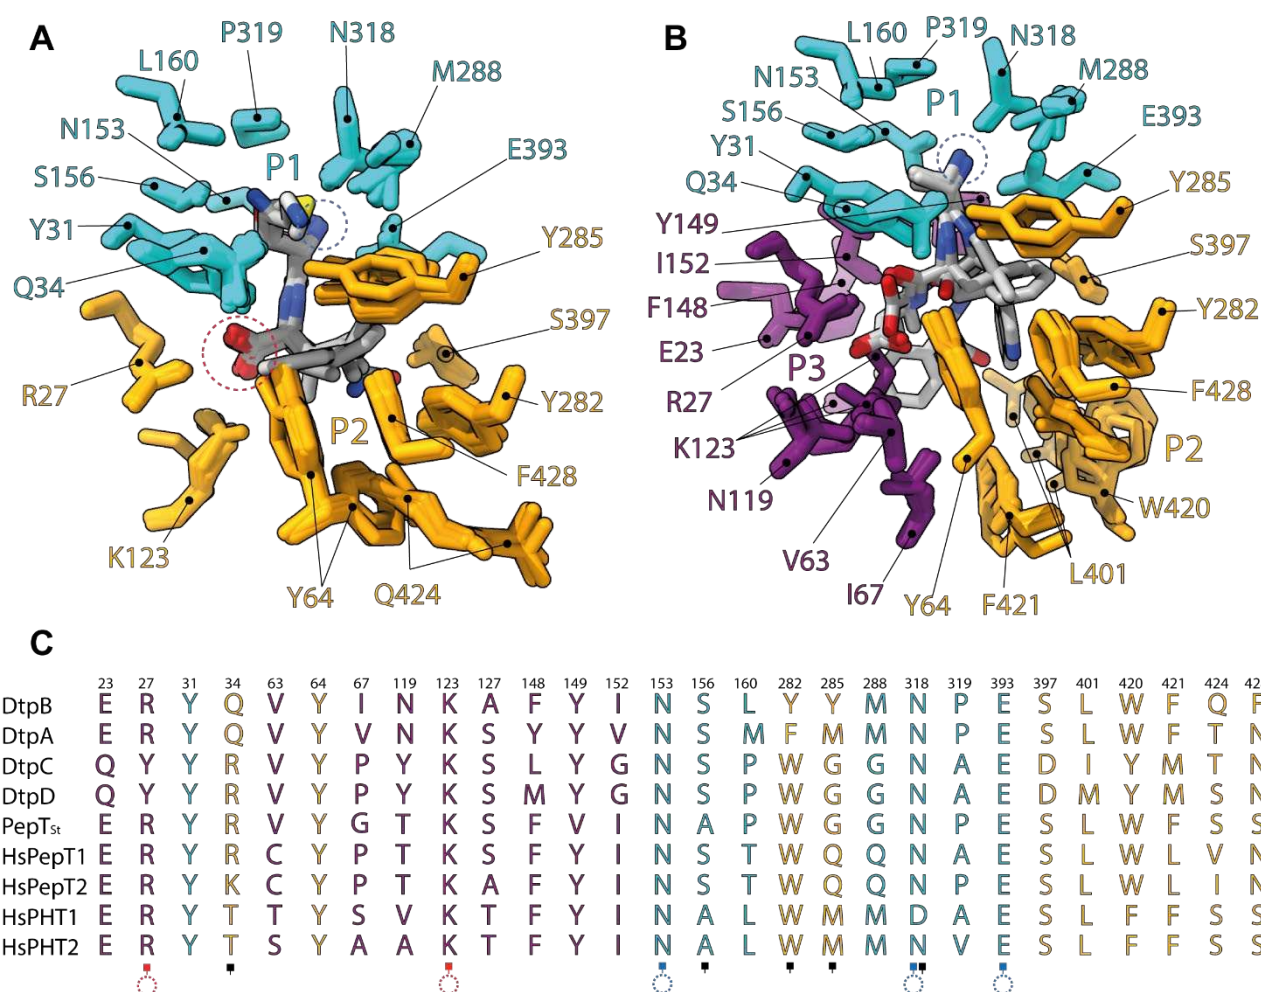 A
P319
N318
L160
M288
N153
P1
E393
S156
Y31
Y285
Q34
S397
R27
Y282
P2
F428
K123
Y64
Q424
B
L160
P319
N318
N153
M288
P1
S156
E393
Y31
Y285
Q34
Y149
S397
I152
F148
Y282
E23
P3
F428
R27
K123
P2
N119
W420
V63
L401
I67
Y64
F421
C
23 27 31 34 63 64 67 119 123 127 148 149 152 153 156 160 282 285 288 318 319 393 397 401 420 421 424 42
DtpB E R Y Q V Y I N K A F Y I N S L Y Y M N P E S L W F Q F
DtpA E R Y Q V Y V N K S Y Y V N S M F M M N P E S L W F T N
DtpC Q Y Y R V Y P Y K S L Y G N S P W G G N A E D I Y M T N
DtpD Q Y Y R V Y P Y K S M Y G N S P W G G N A E D M Y M S N
PepTSt E R Y R V Y G T K S F V I N A P W G G N P E S L W F S S
HsPepT1 E R Y R C Y P T K S F Y I N S T W Q Q N A E S L W L V N
HsPepT2 E R Y K C Y P T K A F Y I N S T W Q Q N P E S L W L I N
HsPHT1 E R Y T T Y S V K T F Y I N A L W M M D A E S L F F S S
HsPHT2 E R Y T S Y A A K T F Y I N A L W M M N V E S L F F S S